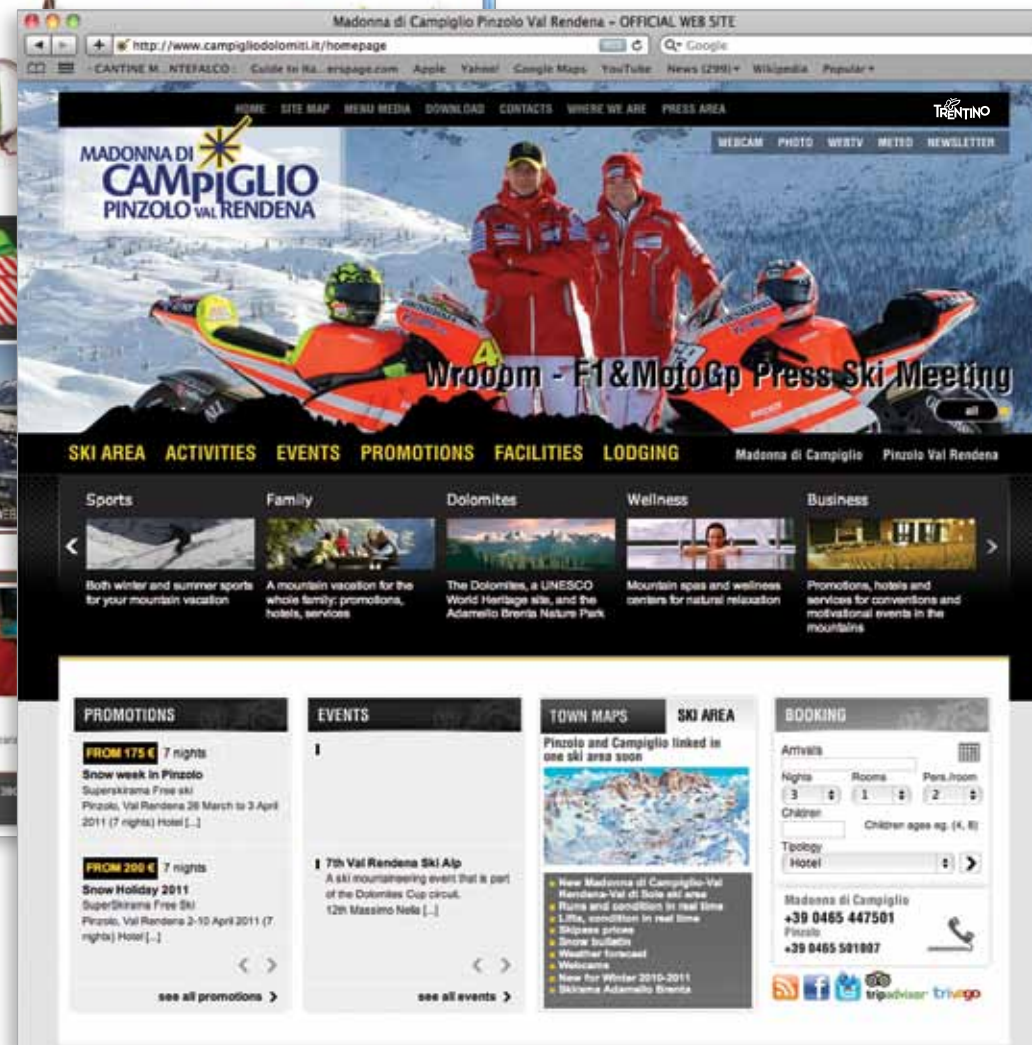 Madonna di Campiglio Pinzolo Val Rendena – OFFICIAL WEB SITE
http://www.campigliodolomiti.it/homepage
Google
CANTINE M...NTEFALCO Guide to Ita...erspage.com Apple Yahoo! Google Maps YouTube News (299) Wikipedia Popular
HOME SITE MAP MENU MEDIA DOWNLOAD CONTACTS WHERE WE ARE PRESS AREA
TRENTINO
WEBCAM PHOTO WEBTV METEO NEWSLETTER
MADONNA DI
CAMPIGLIO
PINZOLO VAL RENDENA
Wrooom - F1&MotoGp Press Ski Meeting
all
SKI AREA ACTIVITIES EVENTS PROMOTIONS FACILITIES LODGING Madonna di Campiglio Pinzolo Val Rendena
Sports
Both winter and summer sports
for your mountain vacation
Family
A mountain vacation for the
whole family: promotions,
hotels, services
Dolomites
The Dolomites, a UNESCO
World Heritage site, and the
Adamello Brenta Nature Park
Wellness
Mountain spas and wellness
centers for natural relaxation
Business
Promotions, hotels and
services for conventions and
motivational events in the
mountains
PROMOTIONS
FROM 175 € 7 nights
Snow week in Pinzolo
Superskirama Free ski
Pinzolo, Val Rendena 26 March to 3 April
2011 (7 nights) Hotel [...]
FROM 200 € 7 nights
Snow Holiday 2011
SuperSkirama Free Ski
Pinzolo, Val Rendena 2-10 April 2011 (7
nights) Hotel [...]
see all promotions
EVENTS
7th Val Rendena Ski Alp
A ski mountaineering event that is part
of the Dolomites Cup circuit.
12th Massimo Nella [...]
see all events
TOWN MAPS SKI AREA
Pinzolo and Campiglio linked in
one ski area soon
New Madonna di Campiglio-Val
Rendena-Val di Sole ski area
Runs and condition in real time
Lifts, condition in real time
Skipass prices
Snow bulletin
Weather forecast
Webcams
New for Winter 2010-2011
Skirama Adamello Brenta
BOOKING
Arrivals
Nights Rooms Pers./room
3 1 2
Children
Children ages eg. (4, 8)
Tipology
Hotel
Madonna di Campiglio
+39 0465 447501
Pinzolo
+39 0465 501007
tripadvisor trivago